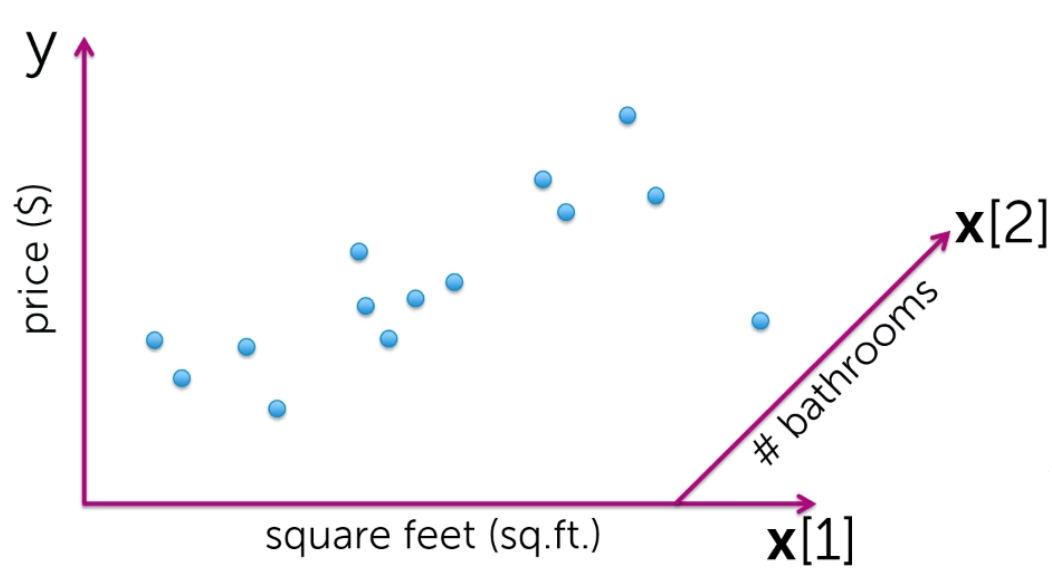 y
price ($)
x[2]
# bathrooms
square feet (sq.ft.)
x[1]